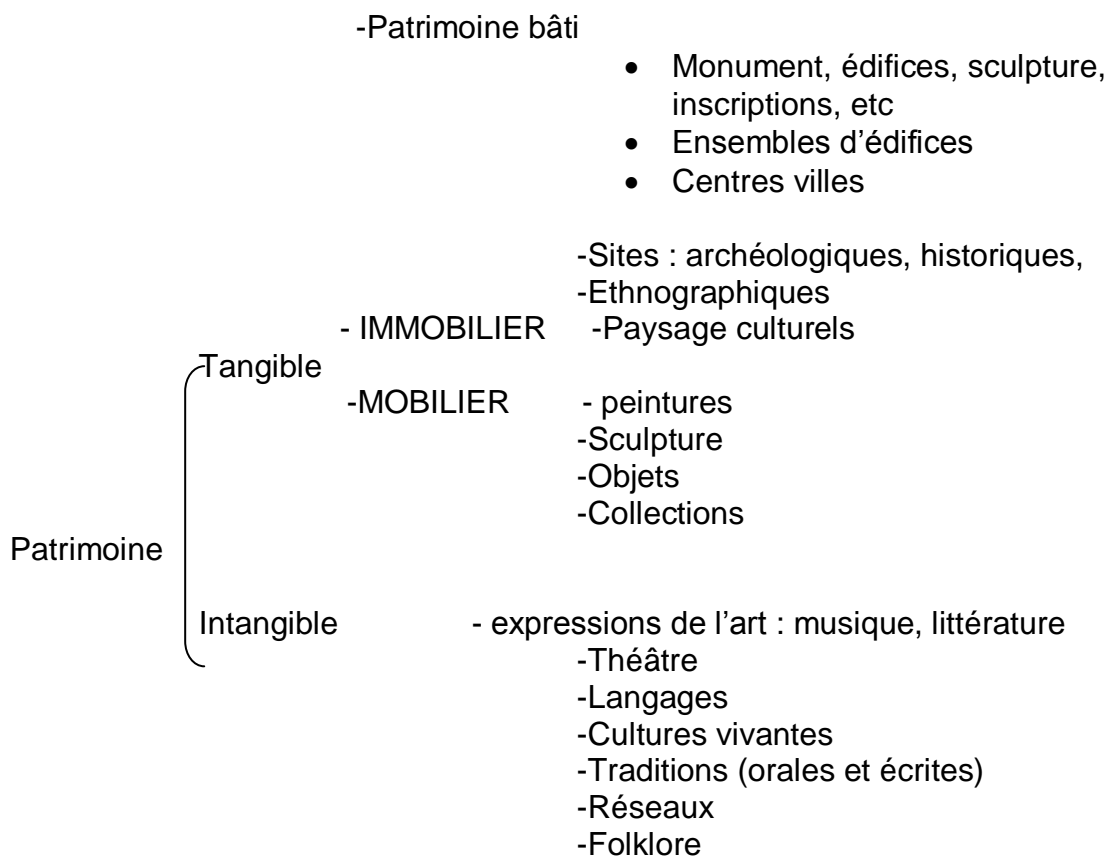 -Patrimoine bâti
• Monument, édifices, sculpture,
inscriptions, etc
• Ensembles d’édifices
• Centres villes
-Sites : archéologiques, historiques,
-Ethnographiques
- IMMOBILIER -Paysage culturels
Tangible
-MOBILIER - peintures
-Sculpture
-Objets
-Collections
Patrimoine
Intangible - expressions de l’art : musique, littérature
-Théâtre
-Langages
-Cultures vivantes
-Traditions (orales et écrites)
-Réseaux
-Folklore